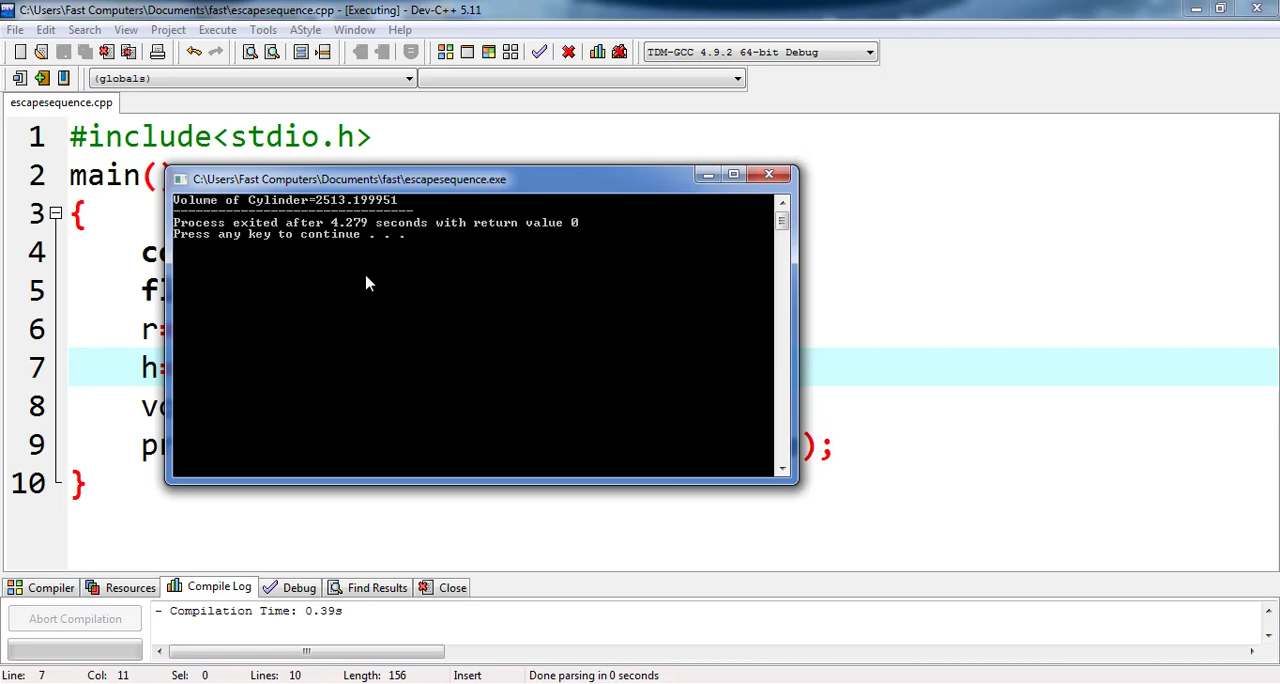 C:\Users\Fast Computers\Documents\fast\escapesequence.cpp - [Executing] - Dev-C++ 5.11
File Edit Search View Project Execute Tools AStyle Window Help
TDM-GCC 4.9.2 64-bit Debug
(globals)
escapesequence.cpp
1 #include<stdio.h>
2 main()
C:\Users\Fast Computers\Documents\fast\escapesequence.exe
Volume of Cylinder=2513.199951
--------------------------------
Process exited after 4.279 seconds with return value 0
Press any key to continue . . .
3 {
4
5
6 r=
7 h=
8
9 );
10 }
Compiler Resources Compile Log Debug Find Results Close
Abort Compilation
- Compilation Time: 0.39s
Line: 7 Col: 11 Sel: 0 Lines: 10 Length: 156 Insert Done parsing in 0 seconds